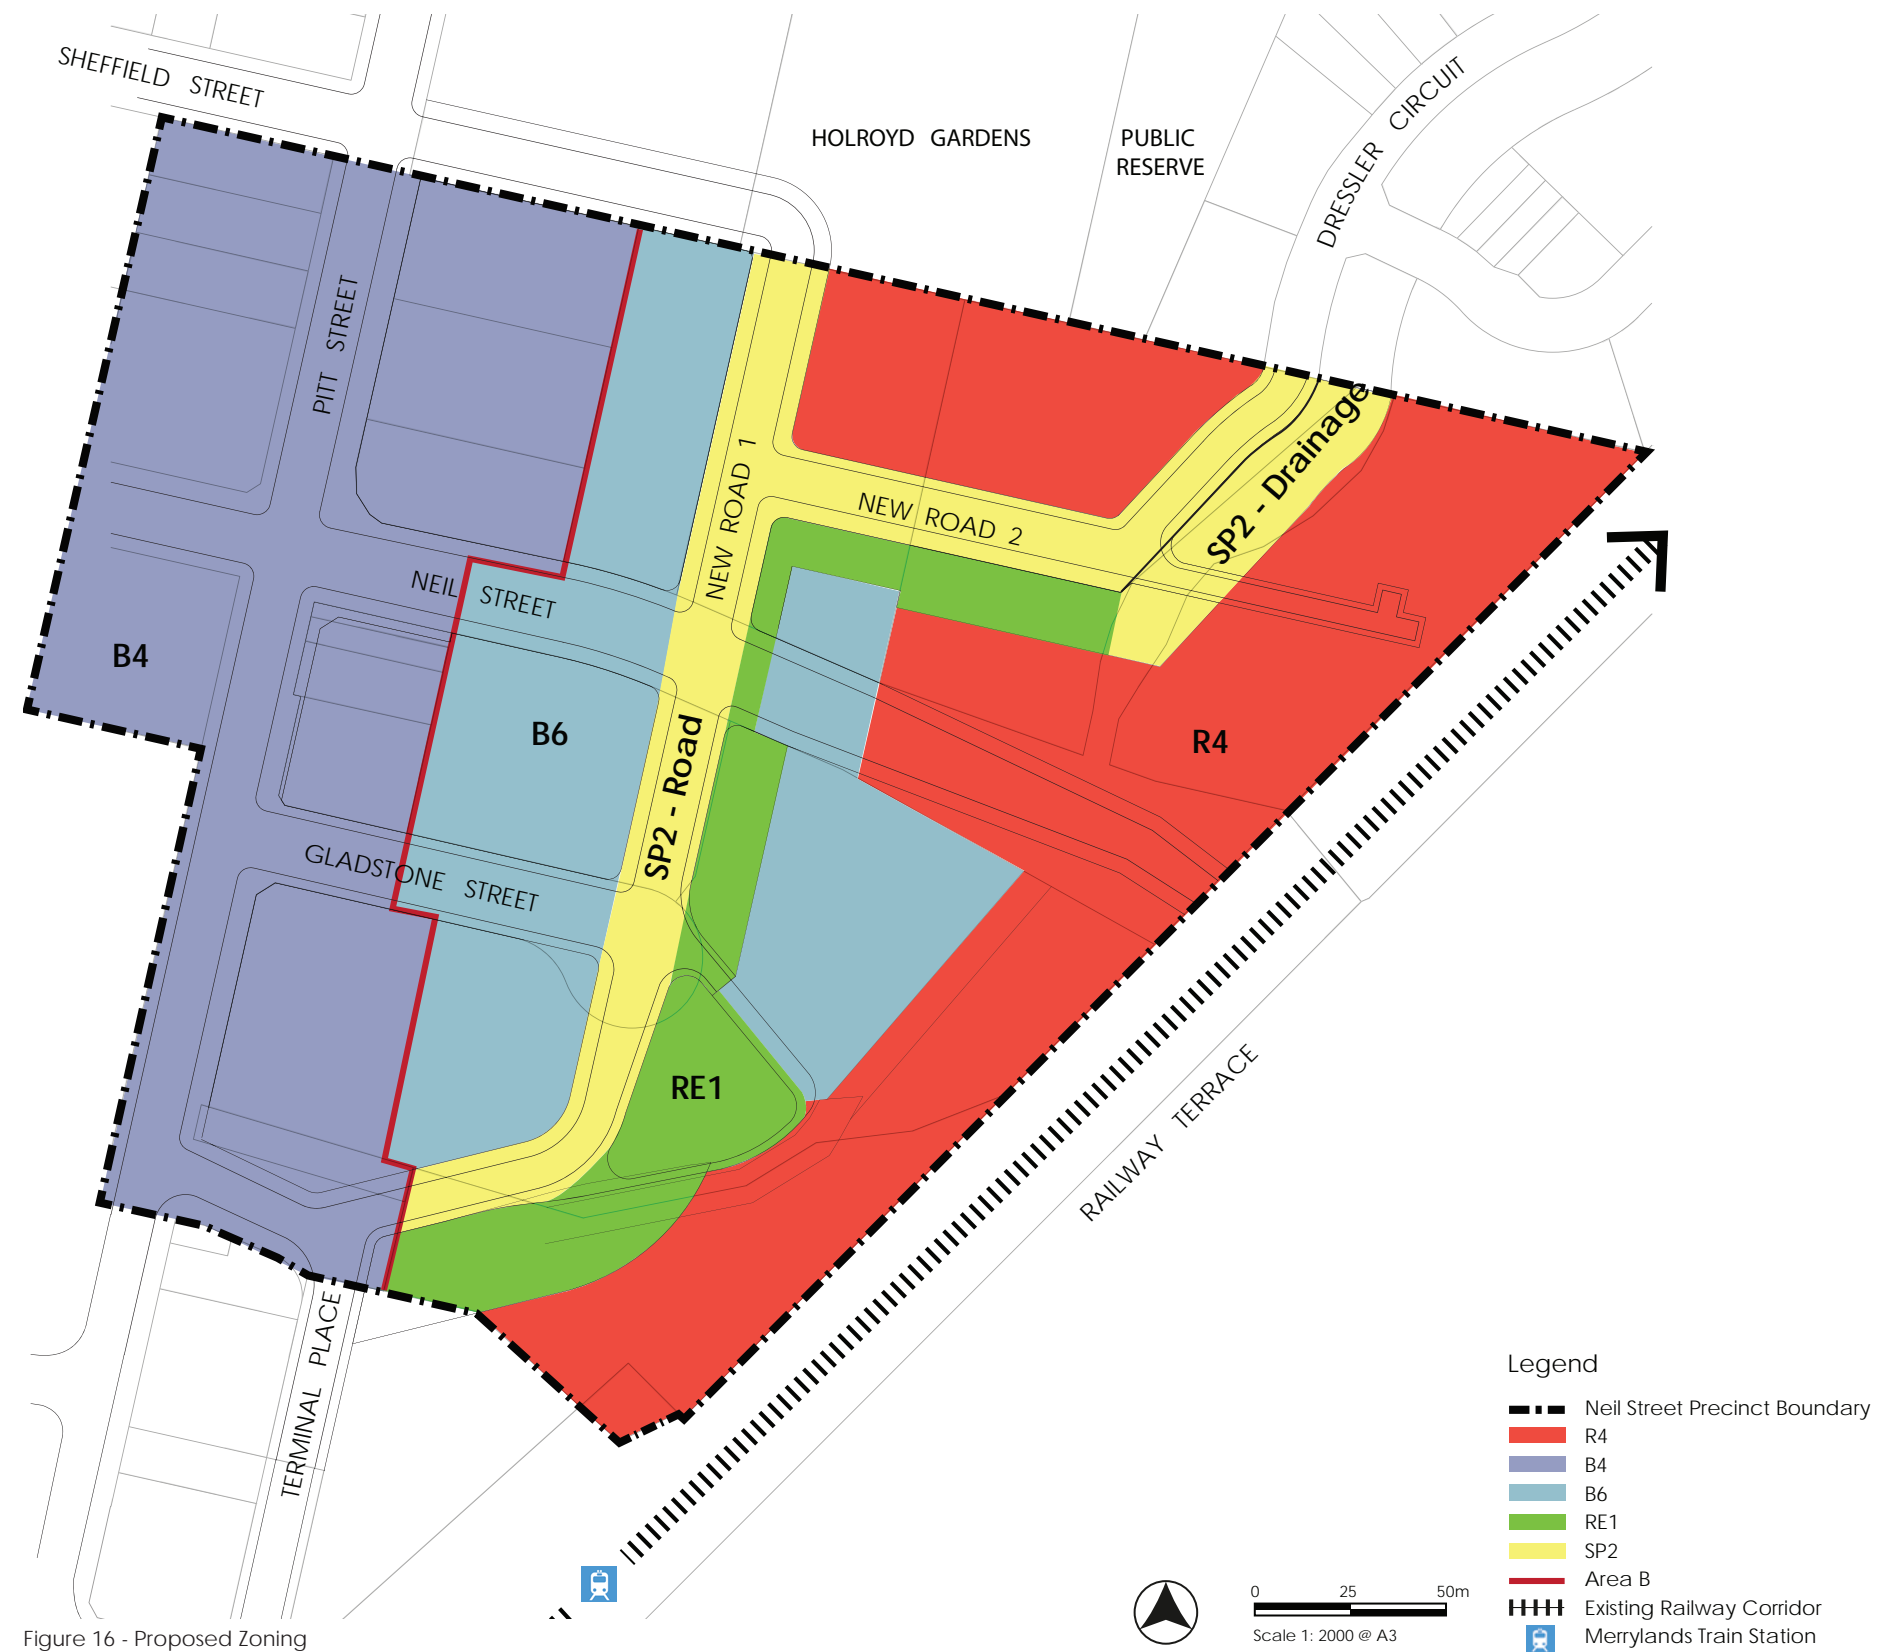 SHEFFIELD STREET
HOLROYD GARDENS
PUBLIC
RESERVE
DRESSLER CIRCUIT
PITT STREET
NEW ROAD 1
NEW ROAD 2
SP2 - Drainage
NEIL STREET
B4
B6
SP2 - Road
R4
GLADSTONE STREET
RE1
RAILWAY TERRACE
TERMINAL PLACE
Legend
Neil Street Precinct Boundary
R4
B4
B6
RE1
SP2
Area B
Existing Railway Corridor
Merrylands Train Station
0 25 50m
Scale 1: 2000 @ A3
Figure 16 - Proposed Zoning